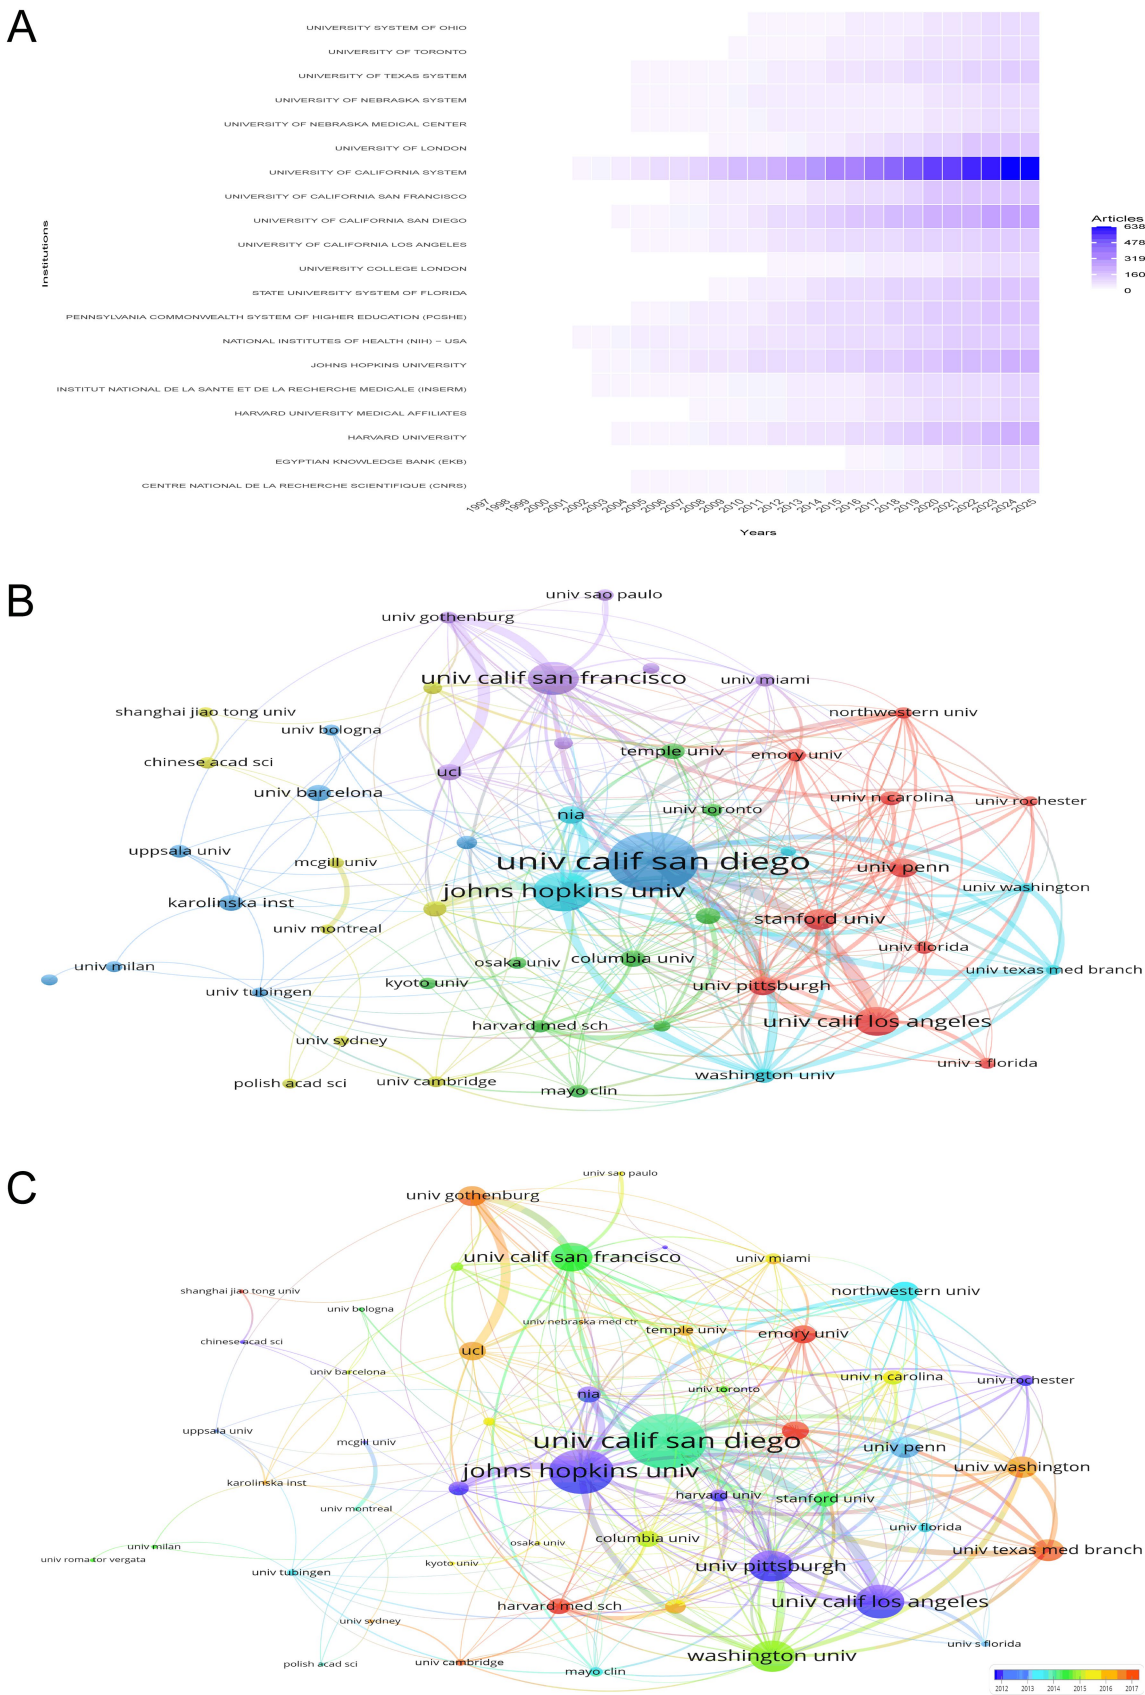 A
UNIVERSITY SYSTEM OF OHIO
UNIVERSITY OF TORONTO
UNIVERSITY OF TEXAS SYSTEM
UNIVERSITY OF NEBRASKA SYSTEM
UNIVERSITY OF NEBRASKA MEDICAL CENTER
UNIVERSITY OF LONDON
UNIVERSITY OF CALIFORNIA SYSTEM
UNIVERSITY OF CALIFORNIA SAN FRANCISCO
UNIVERSITY OF CALIFORNIA SAN DIEGO
UNIVERSITY OF CALIFORNIA LOS ANGELES
UNIVERSITY COLLEGE LONDON
STATE UNIVERSITY SYSTEM OF FLORIDA
PENNSYLVANIA COMMONWEALTH SYSTEM OF HIGHER EDUCATION (PCSHE)
NATIONAL INSTITUTES OF HEALTH (NIH) – USA
JOHNS HOPKINS UNIVERSITY
INSTITUT NATIONAL DE LA SANTE ET DE LA RECHERCHE MEDICALE (INSERM)
HARVARD UNIVERSITY MEDICAL AFFILIATES
HARVARD UNIVERSITY
EGYPTIAN KNOWLEDGE BANK (EKB)
CENTRE NATIONAL DE LA RECHERCHE SCIENTIFIQUE (CNRS)
Institutions
1997 1998 1999 2000 2001 2002 2003 2004 2005 2006 2007 2008 2009 2010 2011 2012 2013 2014 2015 2016 2017 2018 2019 2020 2021 2022 2023 2024 2025
Years
Articles
638
478
319
160
0
B
univ sao paulo
univ gothenburg
univ calif san francisco
univ miami
shanghai jiao tong univ
northwestern univ
univ bologna
temple univ
emory univ
chinese acad sci
ucl
univ barcelona
univ n carolina
univ rochester
univ toronto
nia
uppsala univ
mcgill univ
univ calif san diego
univ penn
univ washington
johns hopkins univ
karolinska inst
stanford univ
univ montreal
univ florida
osaka univ
columbia univ
univ milan
univ texas med branch
kyoto univ
univ pittsburgh
univ tubingen
harvard med sch
univ calif los angeles
univ sydney
univ s florida
washington univ
polish acad sci
univ cambridge
mayo clin
C
univ sao paulo
univ gothenburg
univ calif san francisco
univ miami
shanghai jiao tong univ
northwestern univ
univ bologna
univ nebraska med ctr
temple univ
emory univ
chinese acad sci
ucl
univ barcelona
univ n carolina
univ rochester
nia
univ toronto
uppsala univ
mcgill univ
univ calif san diego
univ penn
univ washington
johns hopkins univ
karolinska inst
harvard univ
stanford univ
univ montreal
univ florida
columbia univ
osaka univ
univ milan
univ texas med branch
univ roma tor vergata
kyoto univ
univ pittsburgh
univ tubingen
harvard med sch
univ calif los angeles
univ sydney
univ s florida
washington univ
polish acad sci
univ cambridge
mayo clin
2012 2013 2014 2015 2016 2017